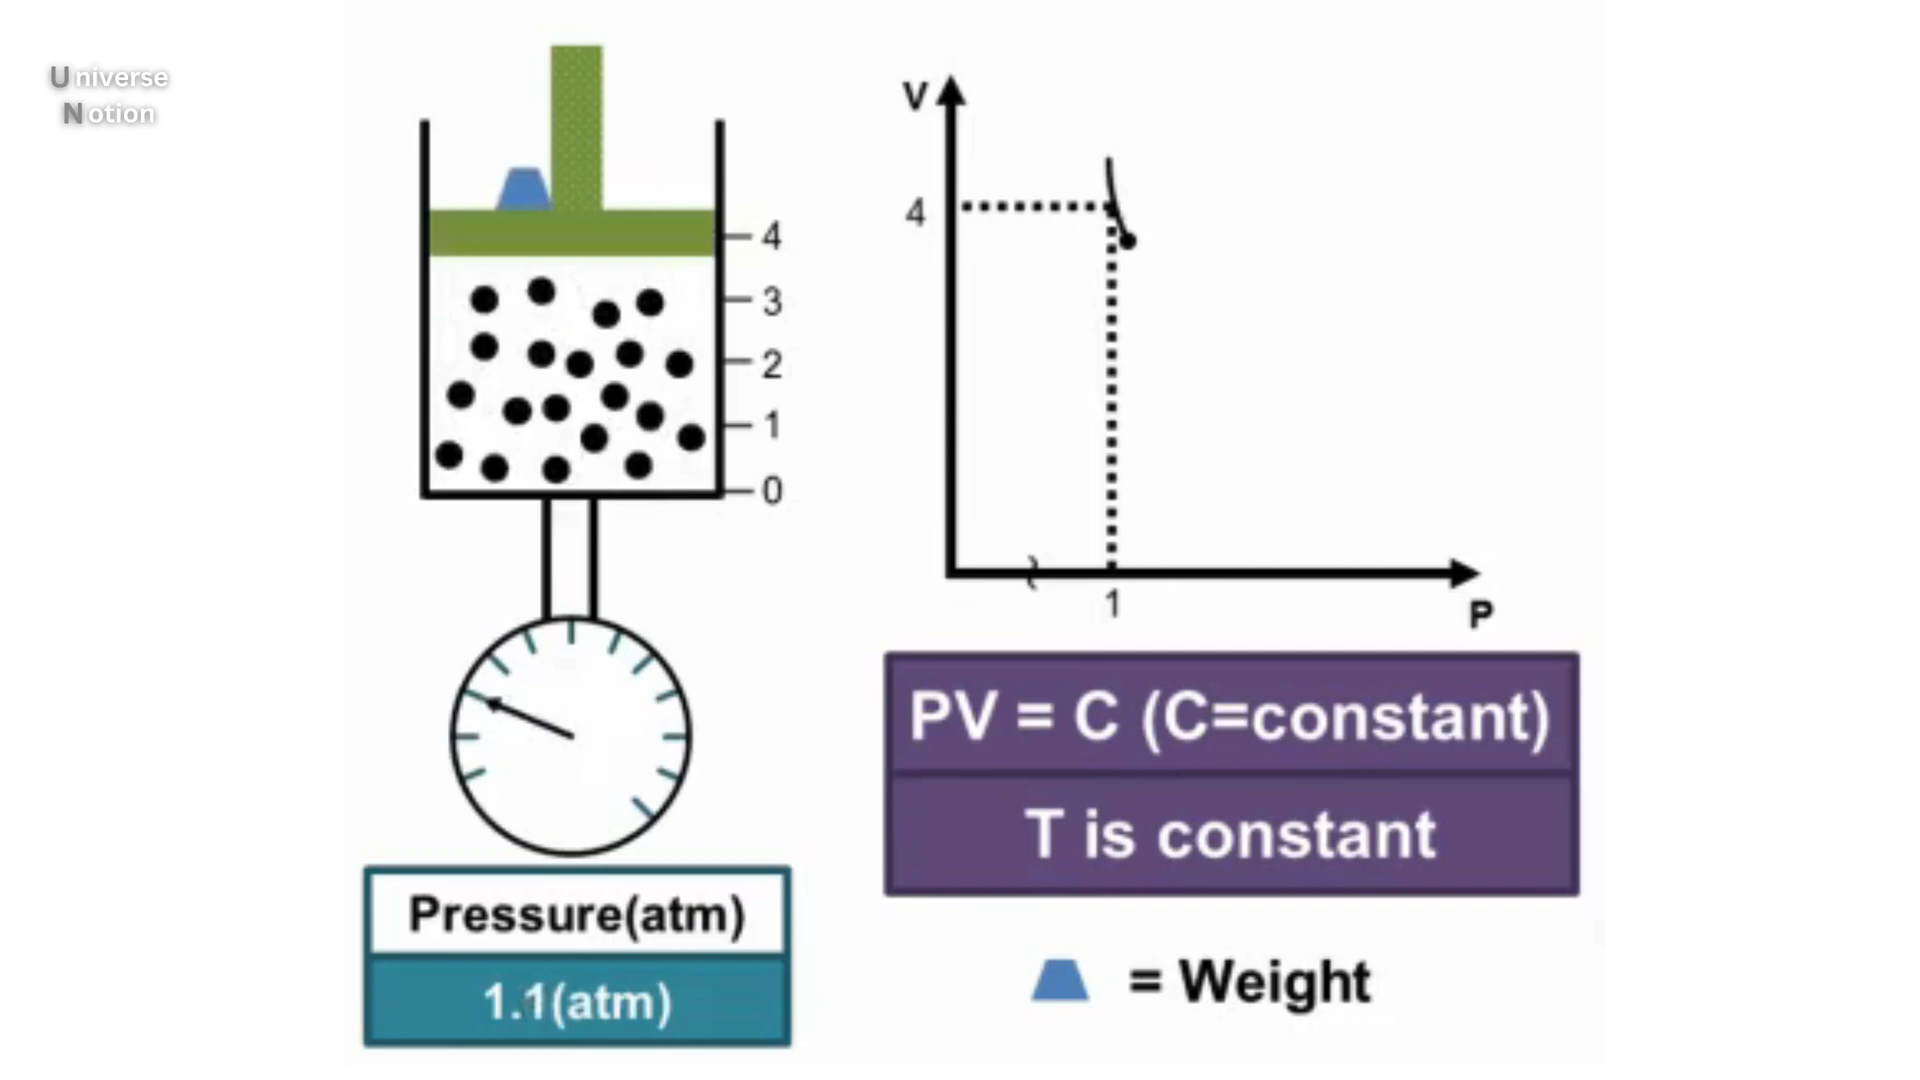 Universe
Notion
4
3
2
1
0
Pressure(atm)
1.1(atm)
V
4
1
P
PV = C (C=constant)
T is constant
= Weight